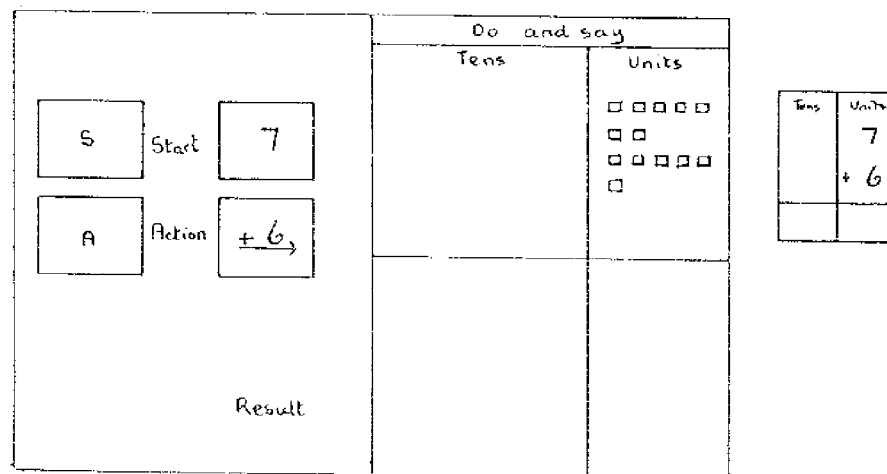 Do and say
Tens Units
S Start 7
A Action + 6
Result
Tens Units
7
+ 6